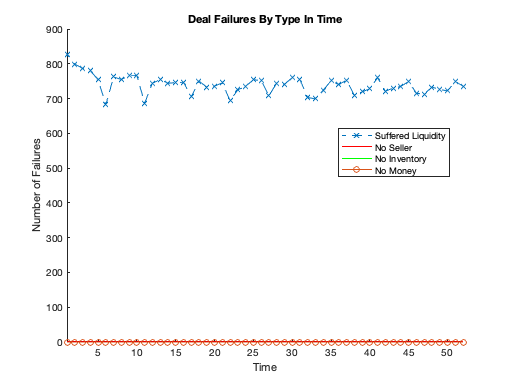 Deal Failures By Type In Time
900
800
700
600
500
400
300
200
100
0
Number of Failures
Suffered Liquidity
No Seller
No Inventory
No Money
5 10 15 20 25 30 35 40 45 50
Time